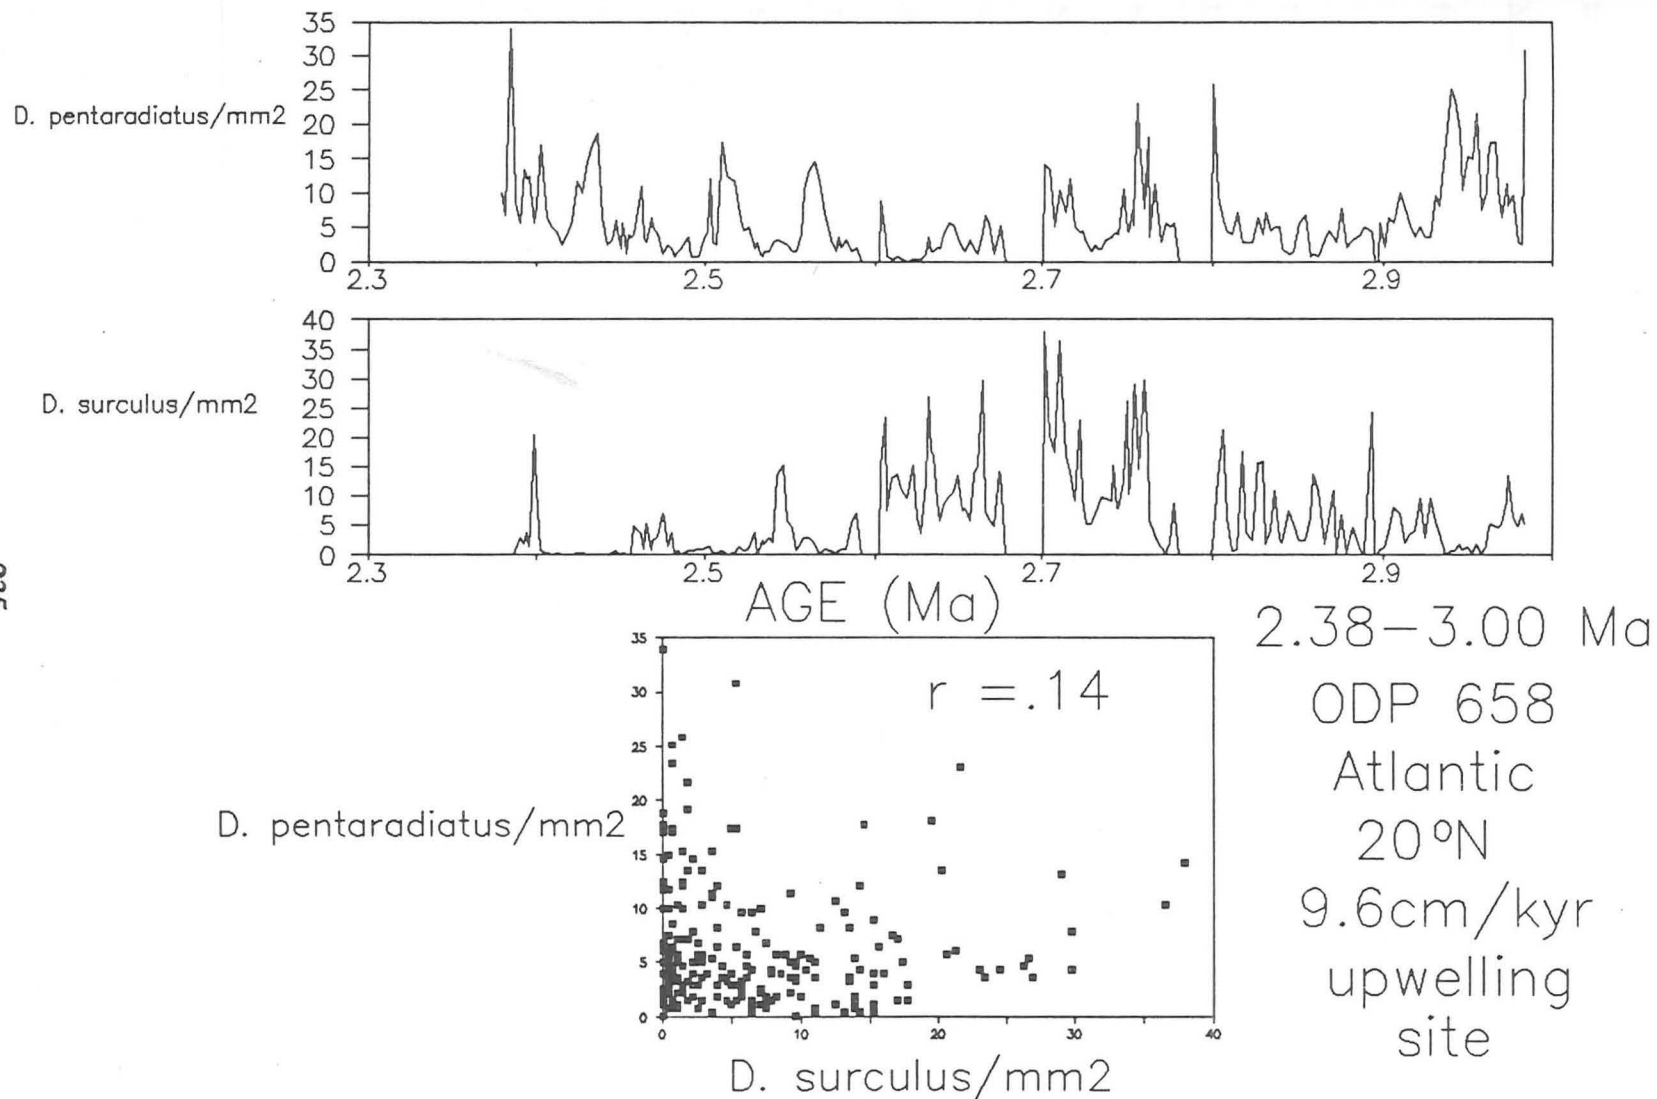 35
30
25
D. pentaradiatus/mm2
20
15
10
5
0
2.3 2.5 2.7 2.9
40
35
30
25
D. surculus/mm2
20
15
10
5
0
2.3 2.5 2.7 2.9
AGE (Ma)
2.38-3.00 Ma
ODP 658
Atlantic
20°N
9.6cm/kyr
upwelling
site
35
r =.14
30
25
20
D. pentaradiatus/mm2
15
10
5
0
0 10 20 30 40
D. surculus/mm2